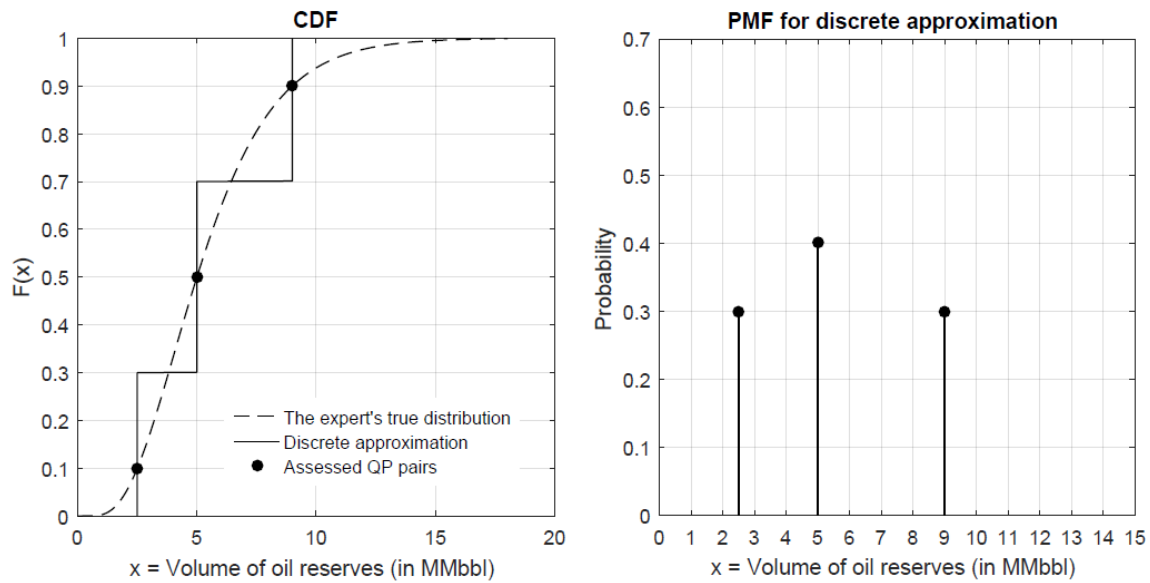 CDF
1
0.9
0.8
0.7
0.6
0.5
0.4
0.3
0.2
0.1
0
F(x)
The expert's true distribution
Discrete approximation
Assessed QP pairs
0 5 10 15 20
x = Volume of oil reserves (in MMbbl)
PMF for discrete approximation
0.7
0.6
0.5
0.4
0.3
0.2
0.1
0
Probability
0 1 2 3 4 5 6 7 8 9 10 11 12 13 14 15
x = Volume of oil reserves (in MMbbl)